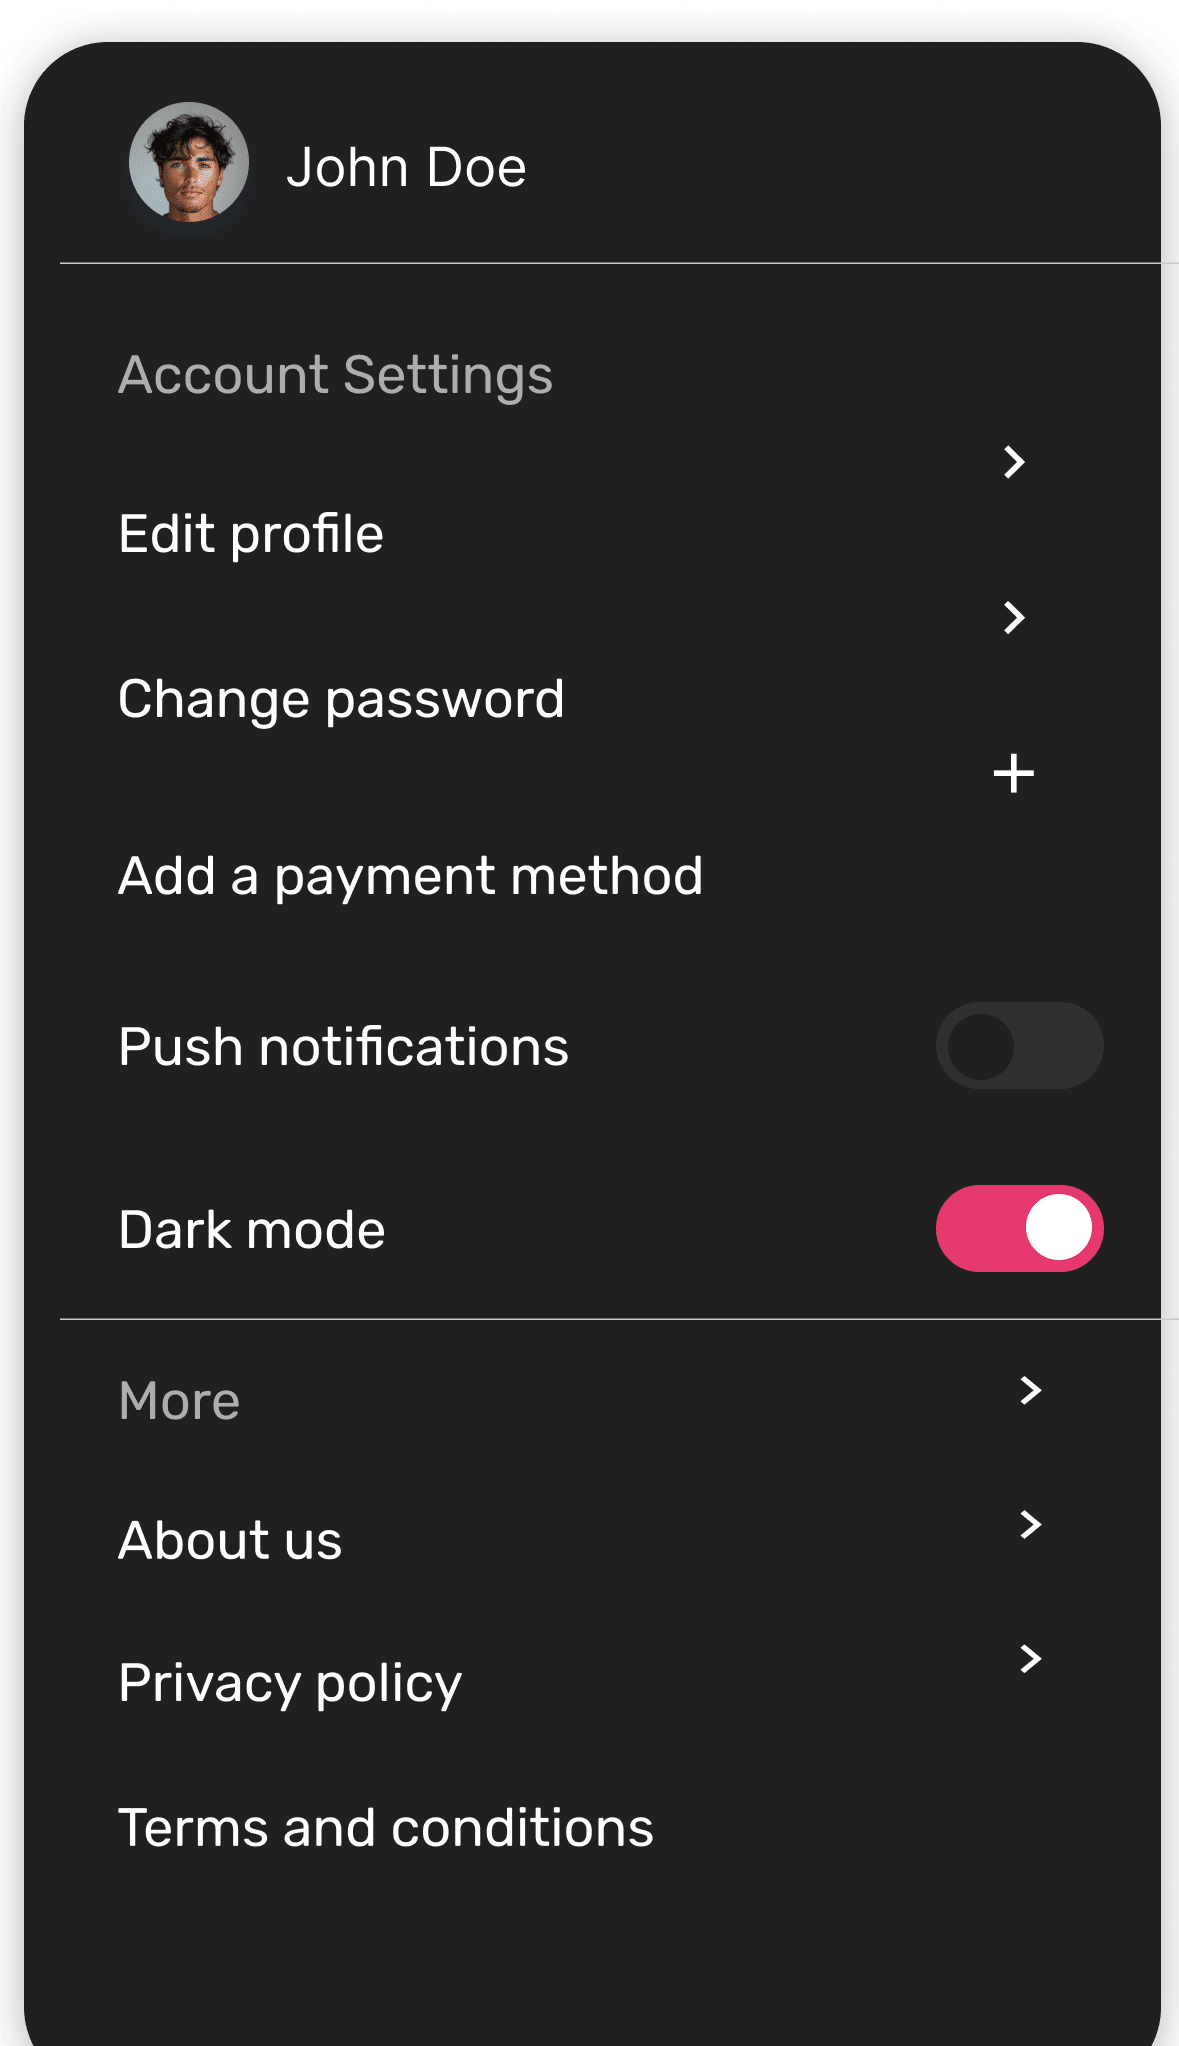 John Doe
Account Settings
Edit profile
Change password
Add a payment method
Push notifications
Dark mode
More
About us
Privacy policy
Terms and conditions